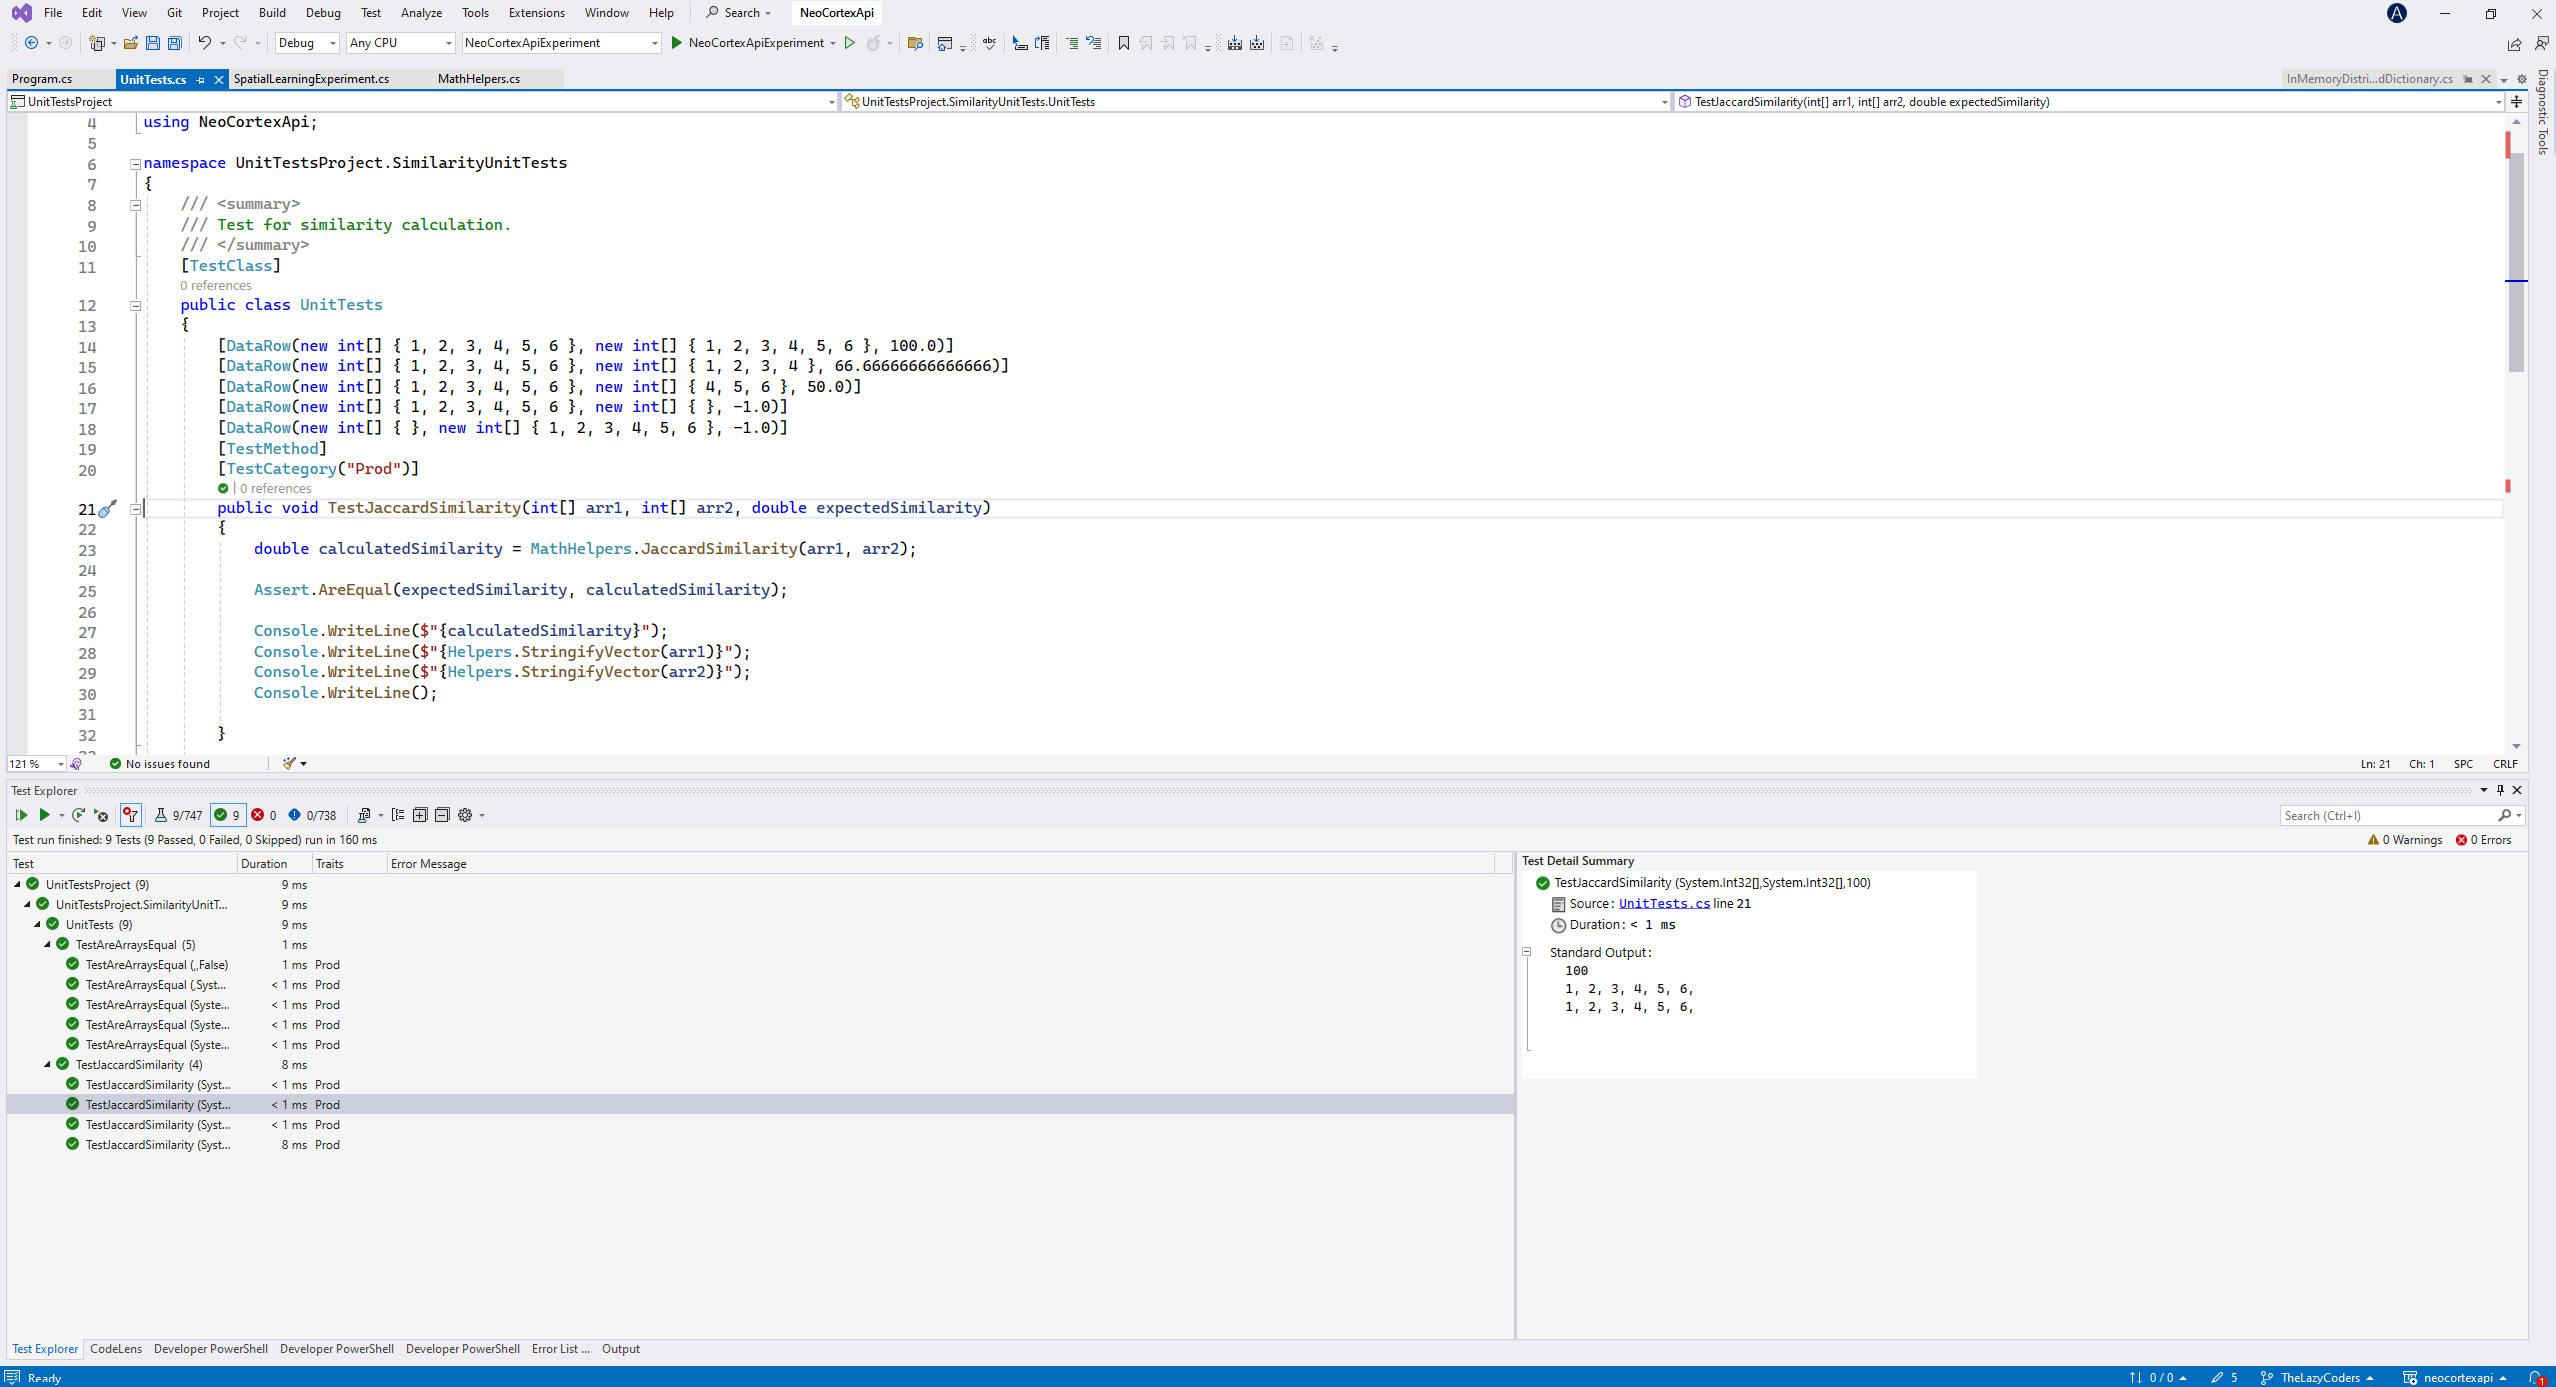 File Edit View Git Project Build Debug Test Analyze Tools Extensions Window Help Search NeoCortexApi A
Debug Any CPU NeoCortexApiExperiment NeoCortexApiExperiment
Program.cs UnitTests.cs SpatialLearningExperiment.cs MathHelpers.cs InMemoryDistri...dDictionary.cs
UnitTestsProject UnitTestsProject.SimilarityUnitTests.UnitTests TestJaccardSimilarity(int[] arr1, int[] arr2, double expectedSimilarity)
Diagnostic Tools
4 using NeoCortexApi;
5
6 namespace UnitTestsProject.SimilarityUnitTests
7 {
8 /// <summary>
9 /// Test for similarity calculation.
10 /// </summary>
11 [TestClass]
0 references
12 public class UnitTests
13 {
14 [DataRow(new int[] { 1, 2, 3, 4, 5, 6 }, new int[] { 1, 2, 3, 4, 5, 6 }, 100.0)]
15 [DataRow(new int[] { 1, 2, 3, 4, 5, 6 }, new int[] { 1, 2, 3, 4 }, 66.66666666666666)]
16 [DataRow(new int[] { 1, 2, 3, 4, 5, 6 }, new int[] { 4, 5, 6 }, 50.0)]
17 [DataRow(new int[] { 1, 2, 3, 4, 5, 6 }, new int[] { }, -1.0)]
18 [DataRow(new int[] { }, new int[] { 1, 2, 3, 4, 5, 6 }, -1.0)]
19 [TestMethod]
20 [TestCategory("Prod")]
| 0 references
21 public void TestJaccardSimilarity(int[] arr1, int[] arr2, double expectedSimilarity)
22 {
23 double calculatedSimilarity = MathHelpers.JaccardSimilarity(arr1, arr2);
24
25 Assert.AreEqual(expectedSimilarity, calculatedSimilarity);
26
27 Console.WriteLine($"{calculatedSimilarity}");
28 Console.WriteLine($"{Helpers.StringifyVector(arr1)}");
29 Console.WriteLine($"{Helpers.StringifyVector(arr2)}");
30 Console.WriteLine();
31
32 }
121 % No issues found Ln: 21 Ch: 1 SPC CRLF
Test Explorer
9/747 9 0 0/738 Search (Ctrl+I)
Test run finished: 9 Tests (9 Passed, 0 Failed, 0 Skipped) run in 160 ms 0 Warnings 0 Errors
Test Duration Traits Error Message
UnitTestsProject (9) 9 ms
UnitTestsProject.SimilarityUnitT... 9 ms
UnitTests (9) 9 ms
TestAreArraysEqual (5) 1 ms
TestAreArraysEqual (,,False) 1 ms Prod
TestAreArraysEqual (,Syst... < 1 ms Prod
TestAreArraysEqual (Syste... < 1 ms Prod
TestAreArraysEqual (Syste... < 1 ms Prod
TestAreArraysEqual (Syste... < 1 ms Prod
TestJaccardSimilarity (4) 8 ms
TestJaccardSimilarity (Syst... < 1 ms Prod
TestJaccardSimilarity (Syst... < 1 ms Prod
TestJaccardSimilarity (Syst... < 1 ms Prod
TestJaccardSimilarity (Syst... 8 ms Prod
Test Detail Summary
TestJaccardSimilarity (System.Int32[],System.Int32[],100)
Source: UnitTests.cs line 21
Duration: < 1 ms
Standard Output:
100
1, 2, 3, 4, 5, 6,
1, 2, 3, 4, 5, 6,
Test Explorer CodeLens Developer PowerShell Developer PowerShell Developer PowerShell Error List ... Output
Ready 0 / 0 5 TheLazyCoders neocortexapi 1